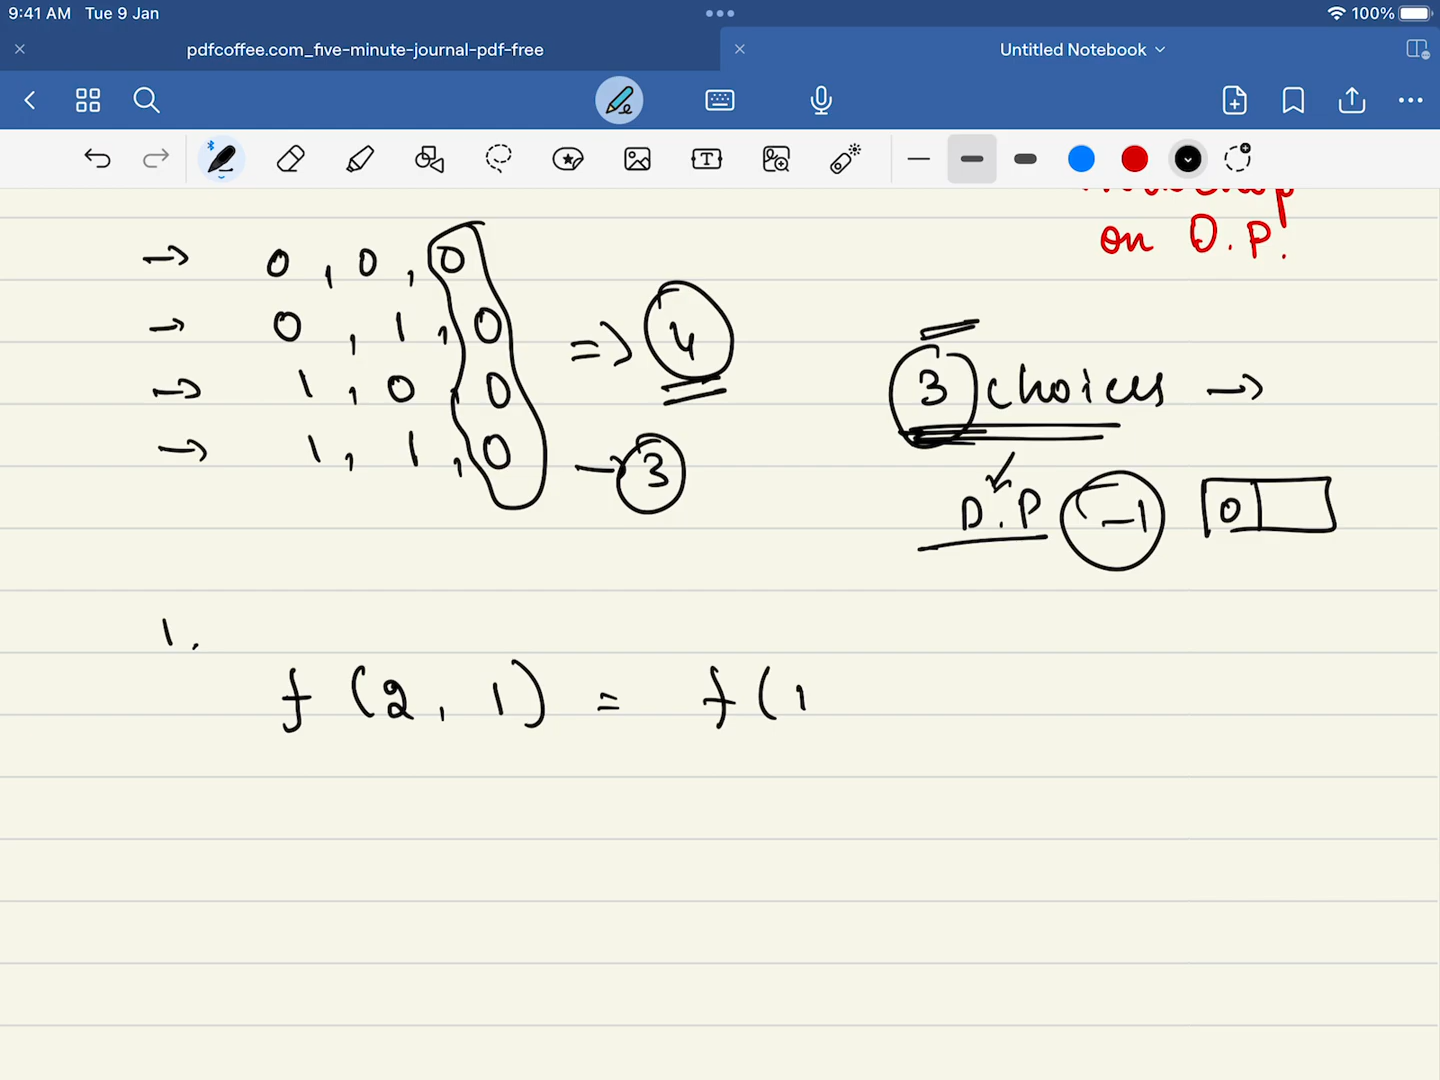 9:41 AM Tue 9 Jan
100%
pdfcoffee.com_five-minute-journal-pdf-free
Untitled Notebook
on D.P.
→ 0 , 0 , 0
→ 0 , 1 , 0
=> 4
→ 1 , 0 , 0
3 choices →
→ 1 , 1 , 0
→ 3
D.P -1 0
1.
f (2, 1) = f(1